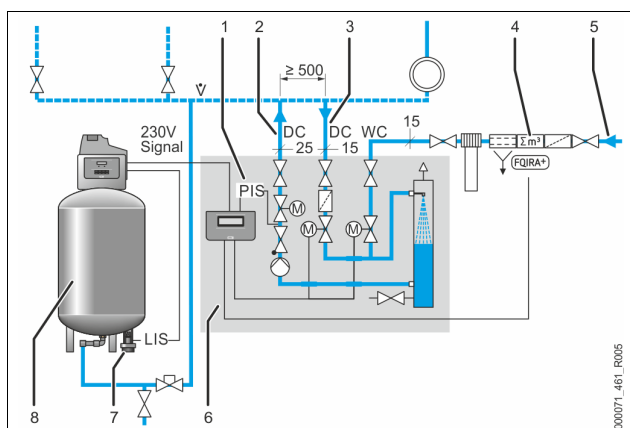 1
2
3
4
5
≥ 500
V
230V
Signal
DC
DC
WC
15
25
15
Σm³
FQIRA+
PIS
M
M
M
LIS
8
7
6
000071_461_R005